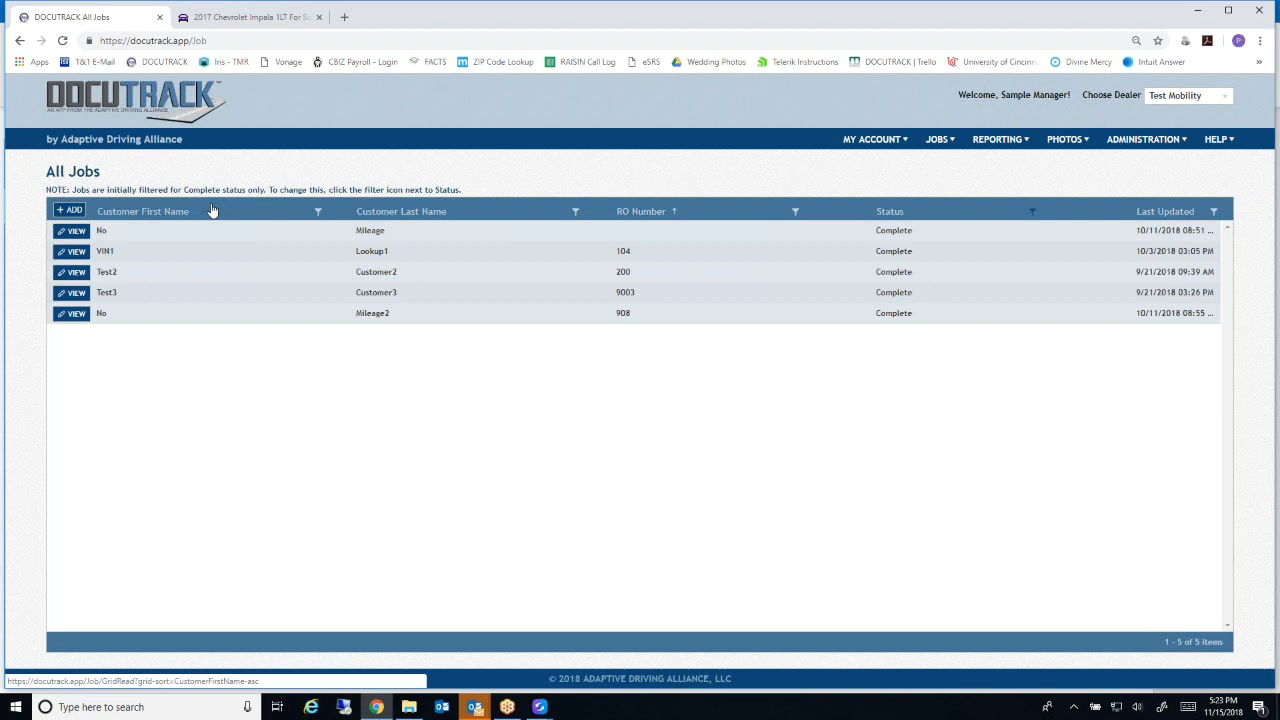 DOCUTRACK All Jobs
2017 Chevrolet Impala 1LT For Sa
https://docutrack.app/Job
P
Apps 1&1 E-Mail DOCUTRACK Iris - TMR Vonage CBIZ Payroll - Login FACTS ZIP Code Lookup RAISIN Call Log eSRS Wedding Photos Telerik Instructions DOCUTRACK | Trello University of Cincinn Divine Mercy Intuit Answer »
DOCUTRACK™
AN APP FROM THE ADAPTIVE DRIVING ALLIANCE
Welcome, Sample Manager! Choose Dealer Test Mobility
by Adaptive Driving Alliance MY ACCOUNT JOBS REPORTING PHOTOS ADMINISTRATION HELP
All Jobs
NOTE: Jobs are initially filtered for Complete status only. To change this, click the filter icon next to Status.
+ ADD Customer First Name Customer Last Name RO Number ↑ Status Last Updated
VIEW No Mileage Complete 10/11/2018 08:51 ...
VIEW VIN1 Lookup1 104 Complete 10/3/2018 03:05 PM
VIEW Test2 Customer2 200 Complete 9/21/2018 09:39 AM
VIEW Test3 Customer3 9003 Complete 9/21/2018 03:26 PM
VIEW No Mileage2 908 Complete 10/11/2018 08:55 ...
1 - 5 of 5 items
© 2018 ADAPTIVE DRIVING ALLIANCE, LLC
https://docutrack.app/Job/GridRead?grid-sort=CustomerFirstName-asc
Type here to search
5:23 PM
11/15/2018